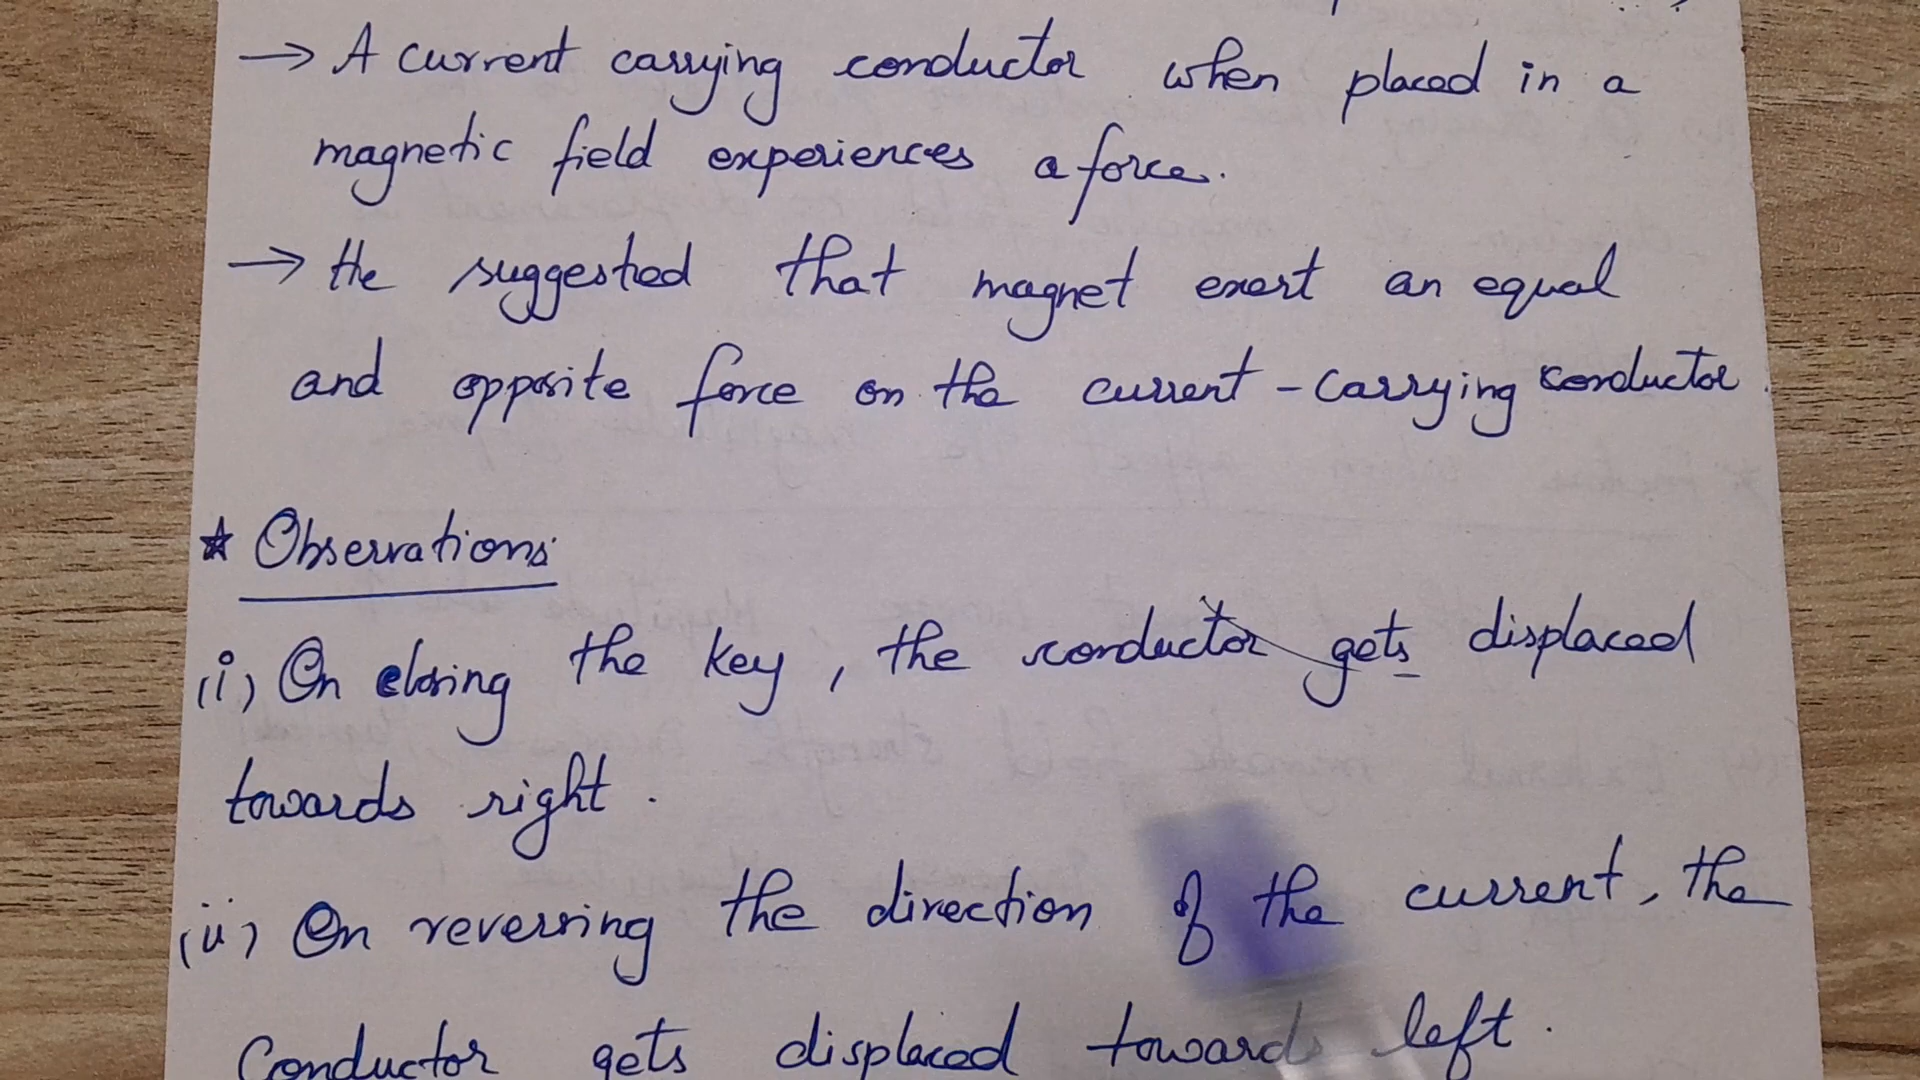 → A current carrying conductor when placed in a
magnetic field experiences a force.
→ He suggested that magnet exert an equal
and opposite force on the current - carrying conductor.
★ Observations:
(i) On closing the key, the conductor gets displaced
towards right.
(ii) On reversing the direction of the current, the
Conductor gets displaced towards left.